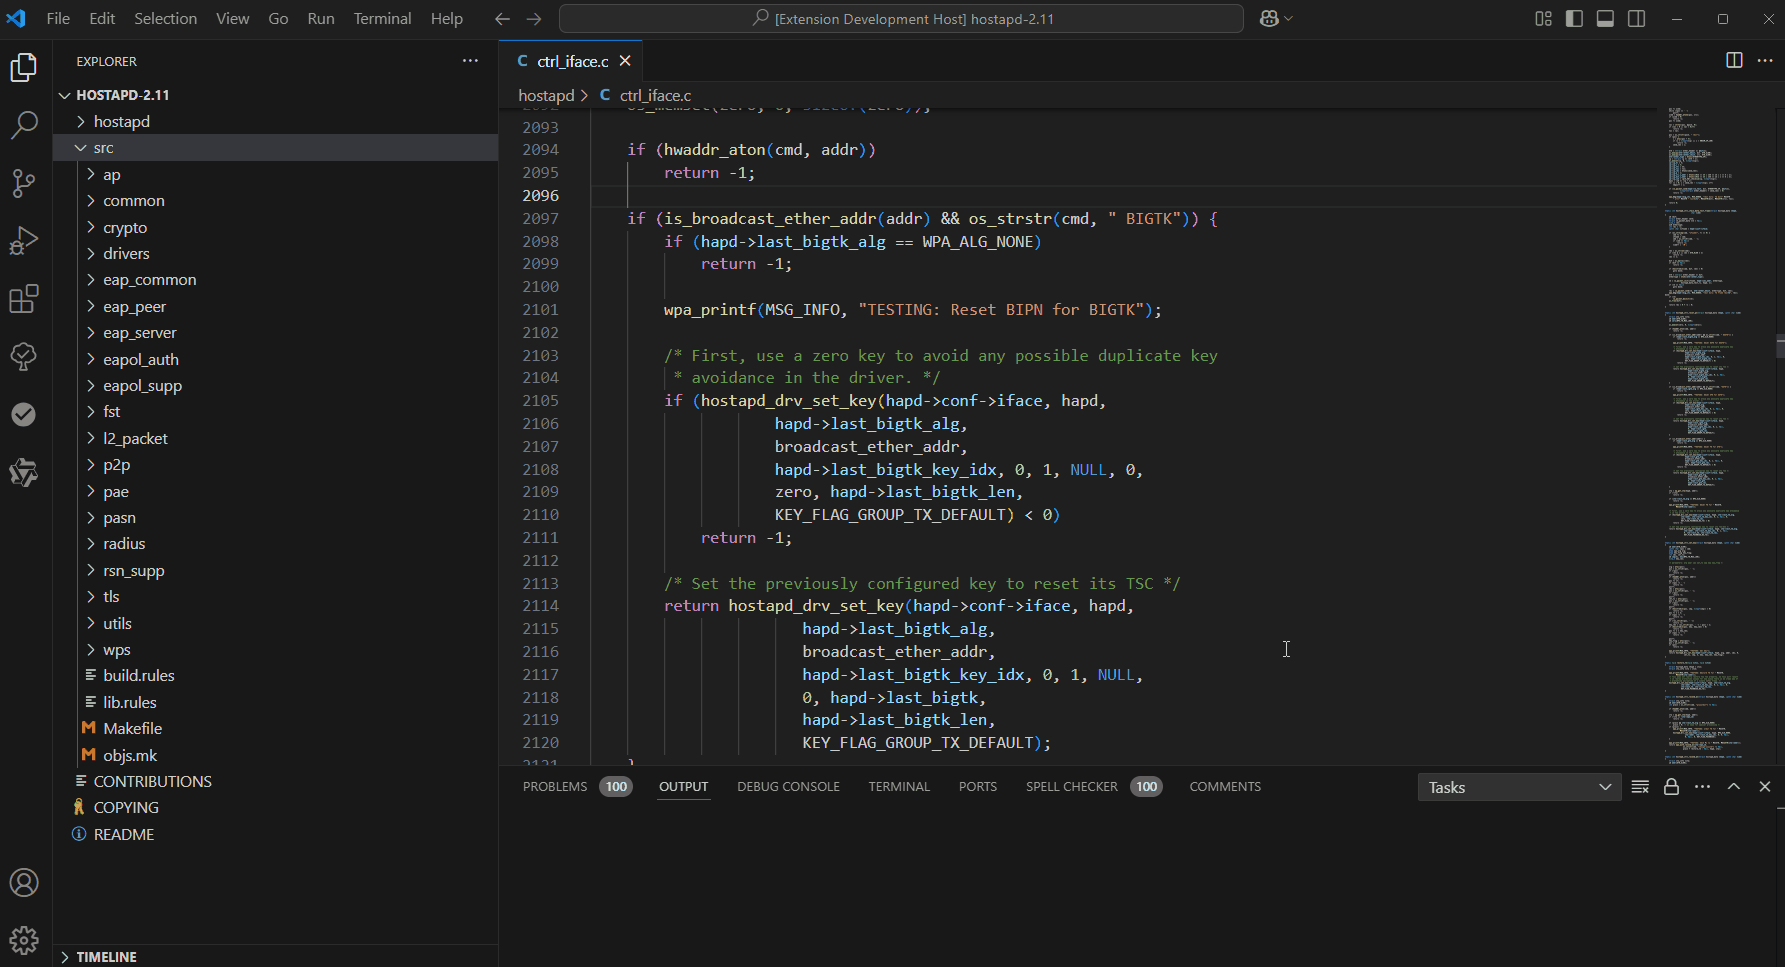 File Edit Selection View Go Run Terminal Help
[Extension Development Host] hostapd-2.11
EXPLORER
HOSTAPD-2.11
hostapd
src
ap
common
crypto
drivers
eap_common
eap_peer
eap_server
eapol_auth
eapol_supp
fst
l2_packet
p2p
pae
pasn
radius
rsn_supp
tls
utils
wps
build.rules
lib.rules
M Makefile
M objs.mk
CONTRIBUTIONS
COPYING
README
TIMELINE
C ctrl_iface.c
hostapd > C ctrl_iface.c
2092 os_memset(zero, 0, sizeof(zero));
2093
2094 if (hwaddr_aton(cmd, addr))
2095 return -1;
2096
2097 if (is_broadcast_ether_addr(addr) && os_strstr(cmd, " BIGTK")) {
2098 if (hapd->last_bigtk_alg == WPA_ALG_NONE)
2099 return -1;
2100
2101 wpa_printf(MSG_INFO, "TESTING: Reset BIPN for BIGTK");
2102
2103 /* First, use a zero key to avoid any possible duplicate key
2104 * avoidance in the driver. */
2105 if (hostapd_drv_set_key(hapd->conf->iface, hapd,
2106 hapd->last_bigtk_alg,
2107 broadcast_ether_addr,
2108 hapd->last_bigtk_key_idx, 0, 1, NULL, 0,
2109 zero, hapd->last_bigtk_len,
2110 KEY_FLAG_GROUP_TX_DEFAULT) < 0)
2111 return -1;
2112
2113 /* Set the previously configured key to reset its TSC */
2114 return hostapd_drv_set_key(hapd->conf->iface, hapd,
2115 hapd->last_bigtk_alg,
2116 broadcast_ether_addr,
2117 hapd->last_bigtk_key_idx, 0, 1, NULL,
2118 0, hapd->last_bigtk,
2119 hapd->last_bigtk_len,
2120 KEY_FLAG_GROUP_TX_DEFAULT);
2121 }
PROBLEMS 100 OUTPUT DEBUG CONSOLE TERMINAL PORTS SPELL CHECKER 100 COMMENTS Tasks